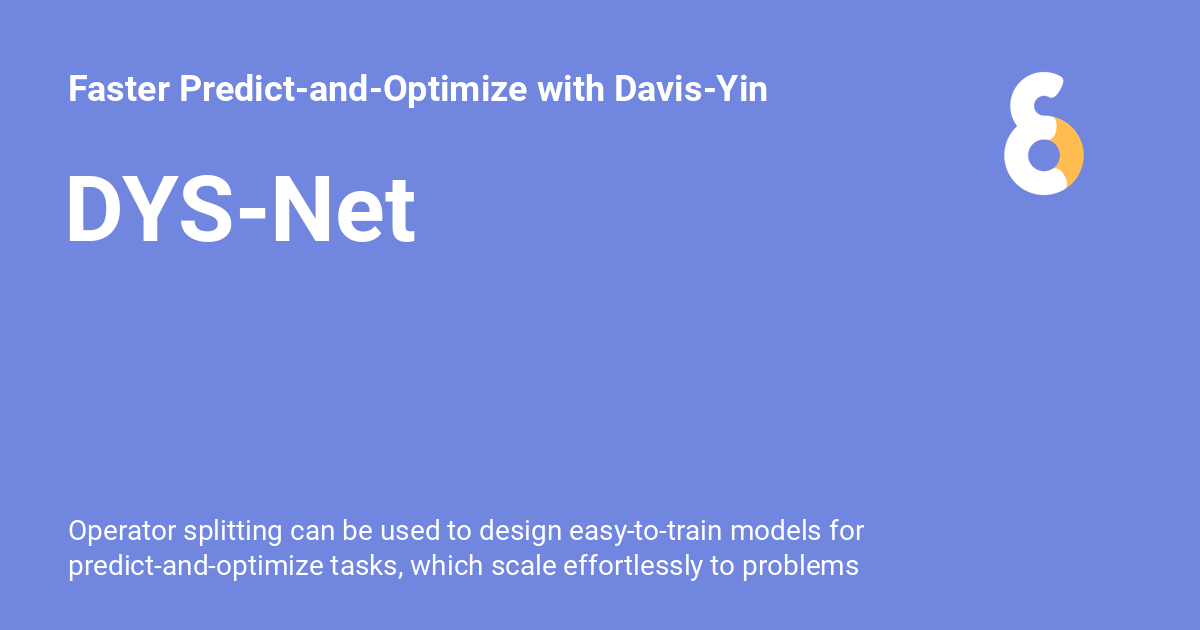 Faster Predict-and-Optimize with Davis-Yin
DYS-Net
Operator splitting can be used to design easy-to-train models for
predict-and-optimize tasks, which scale effortlessly to problems